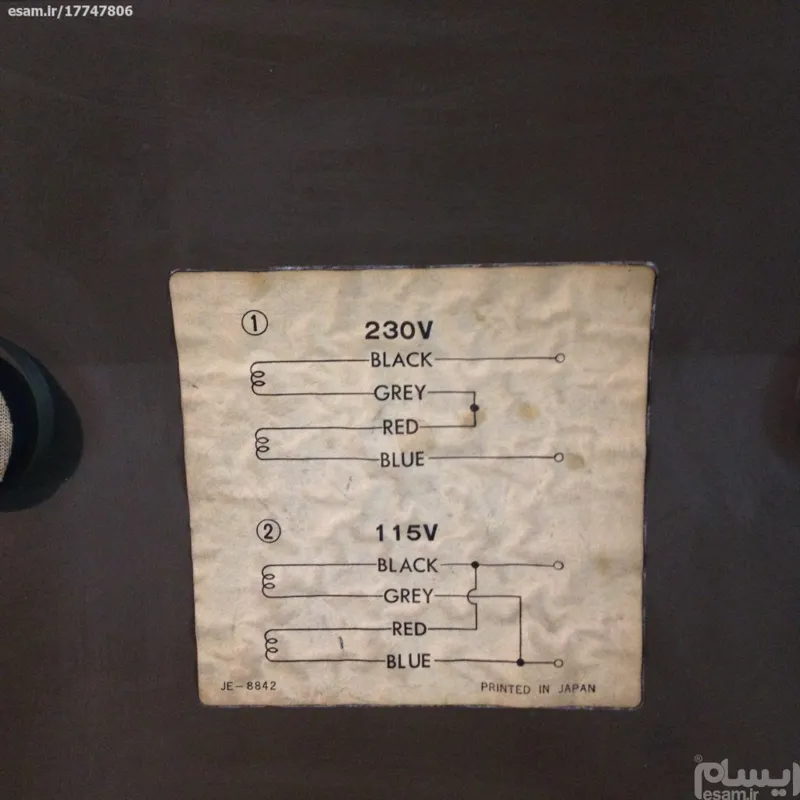 esam.ir/17747806
① 230V
BLACK
GREY
RED
BLUE
② 115V
BLACK
GREY
RED
BLUE
JE-8842 PRINTED IN JAPAN
ایسام®
esam.ir